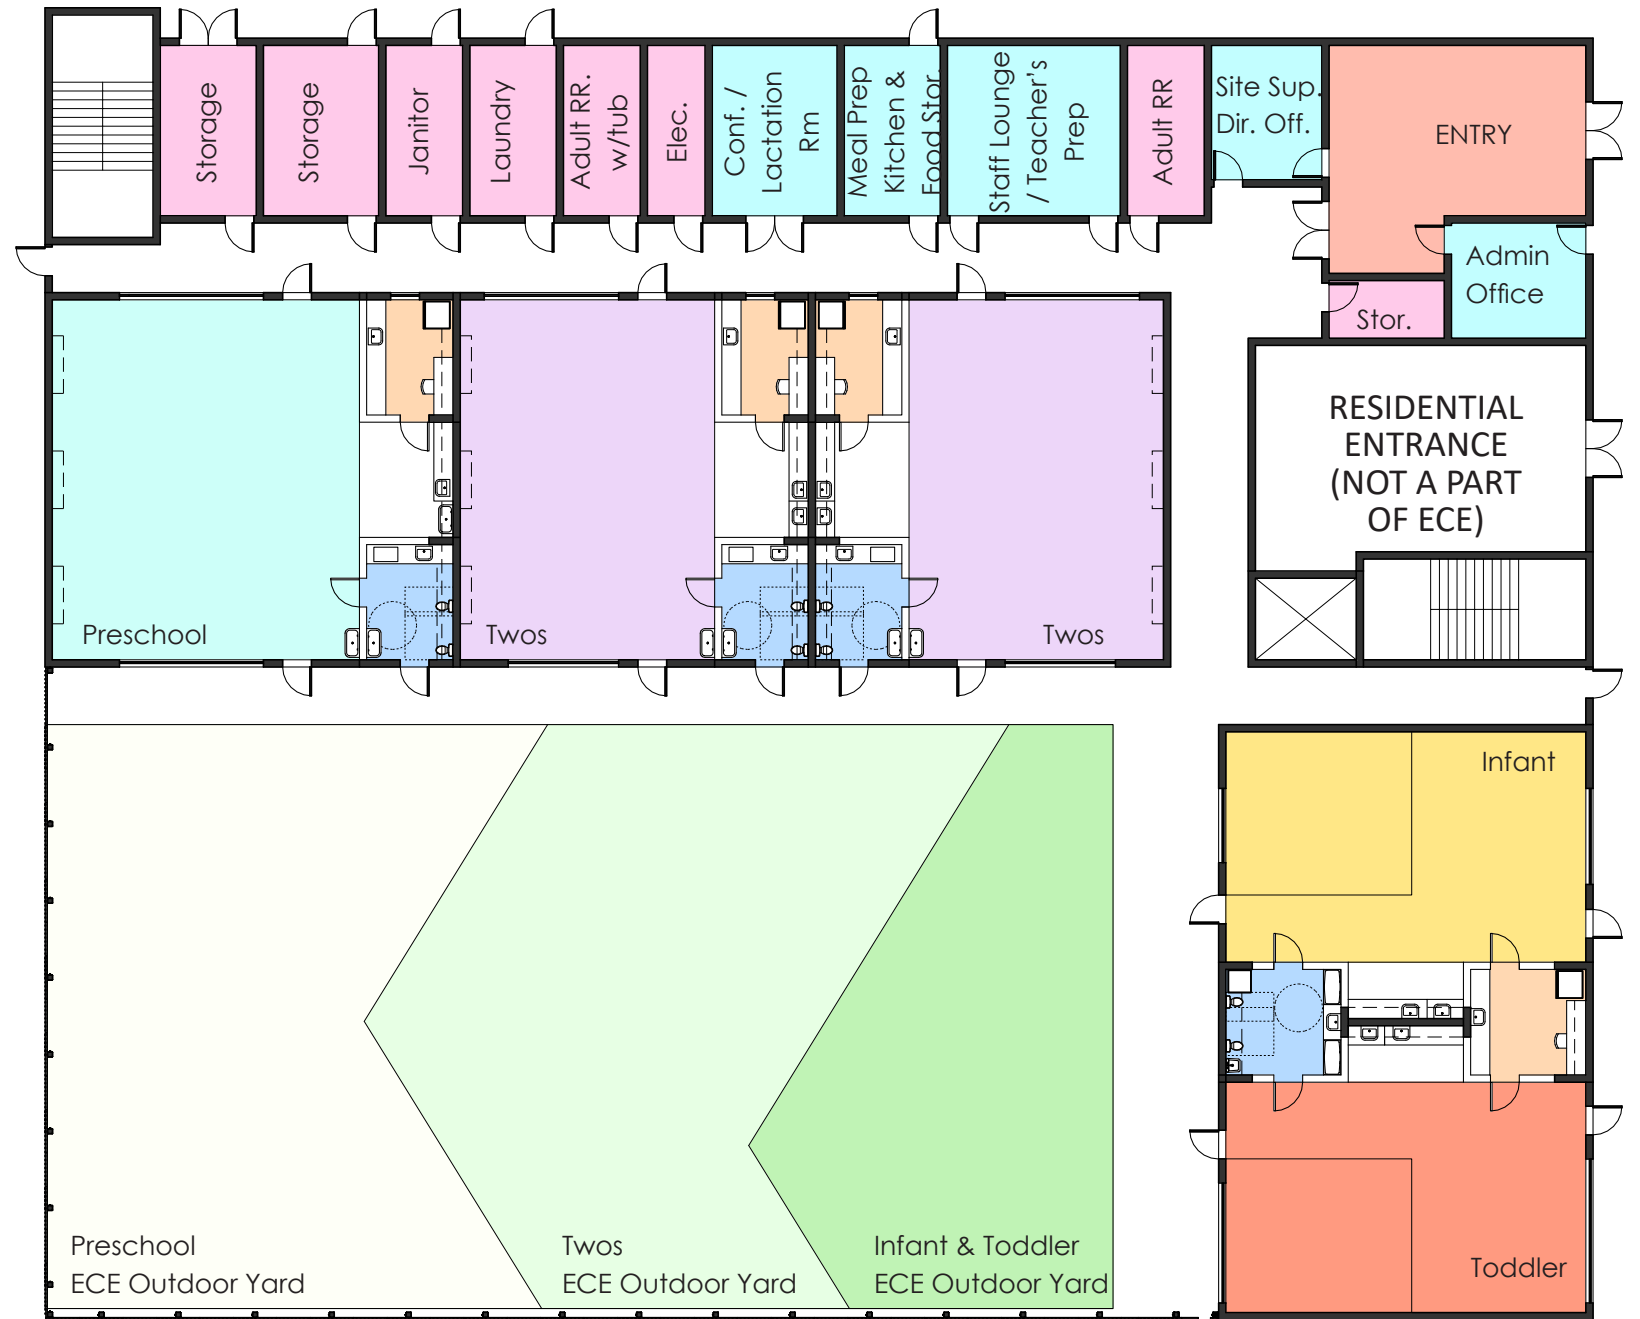 Storage
Storage
Janitor
Laundry
Adult RR.
w/tub
Elec.
Conf. /
Lactation
Rm
Meal Prep
Kitchen &
Food Stor.
Staff Lounge
/ Teacher's
Prep
Adult RR
Site Sup.
Dir. Off.
ENTRY
Admin
Office
Stor.
RESIDENTIAL
ENTRANCE
(NOT A PART
OF ECE)
Preschool
Twos
Twos
Infant
Preschool
ECE Outdoor Yard
Twos
ECE Outdoor Yard
Infant & Toddler
ECE Outdoor Yard
Toddler